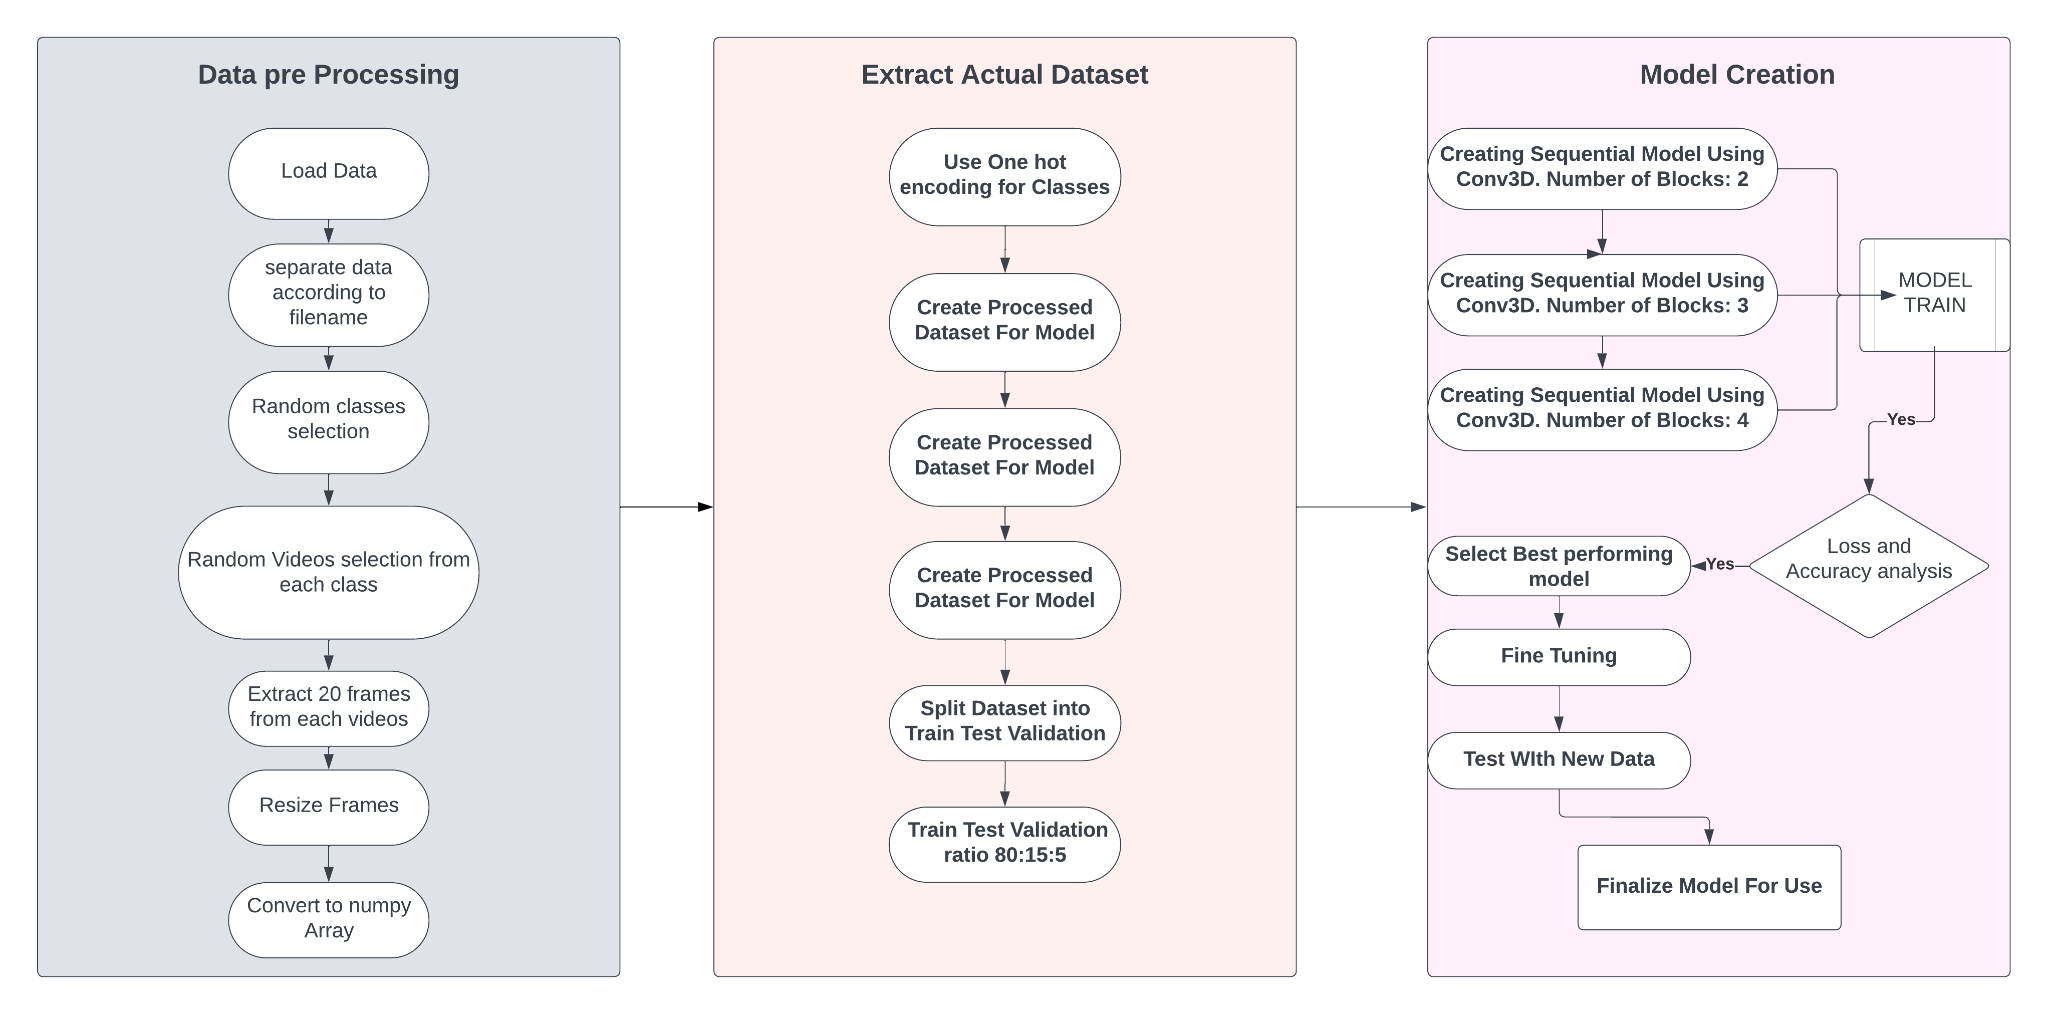 Data pre Processing
Load Data
separate data
according to
filename
Random classes
selection
Random Videos selection from
each class
Extract 20 frames
from each videos
Resize Frames
Convert to numpy
Array
Extract Actual Dataset
Use One hot
encoding for Classes
Create Processed
Dataset For Model
Create Processed
Dataset For Model
Create Processed
Dataset For Model
Split Dataset into
Train Test Validation
Train Test Validation
ratio 80:15:5
Model Creation
Creating Sequential Model Using
Conv3D. Number of Blocks: 2
Creating Sequential Model Using
Conv3D. Number of Blocks: 3
Creating Sequential Model Using
Conv3D. Number of Blocks: 4
MODEL
TRAIN
Yes
Loss and
Accuracy analysis
Yes
Select Best performing
model
Fine Tuning
Test WIth New Data
Finalize Model For Use